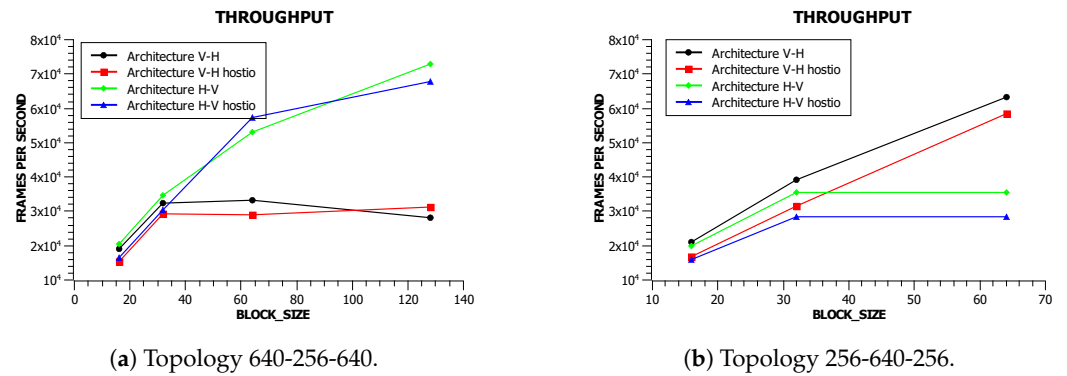 THROUGHPUT
8x10⁴
7x10⁴
6x10⁴
5x10⁴
4x10⁴
3x10⁴
2x10⁴
10⁴
FRAMES PER SECOND
Architecture V-H
Architecture V-H hostio
Architecture H-V
Architecture H-V hostio
0 20 40 60 80 100 120 140
BLOCK_SIZE
(a) Topology 640-256-640.
THROUGHPUT
8x10⁴
7x10⁴
6x10⁴
5x10⁴
4x10⁴
3x10⁴
2x10⁴
10⁴
FRAMES PER SECOND
Architecture V-H
Architecture V-H hostio
Architecture H-V
Architecture H-V hostio
10 20 30 40 50 60 70
BLOCK_SIZE
(b) Topology 256-640-256.